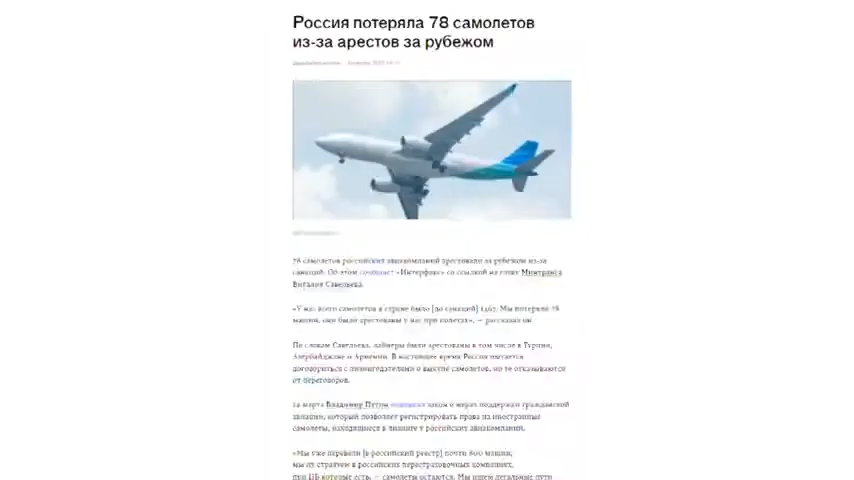 Россия потеряла 78 самолетов
из-за арестов за рубежом
78 самолетов российских авиакомпаний арестовали за рубежом из-за
санкций. Об этом сообщает «Интерфакс» со ссылкой на главу Минтранса
Виталия Савельева.
«У нас всего самолетов в стране было [до санкций] 1367. Мы потеряли 78
машин, они были арестованы у нас при полетах», — рассказал он
По словам Савельева, лайнеры были арестованы в том числе в Турции,
Азербайджане и Армении. В настоящее время Россия пытается
договориться с лизингодателями о выкупе самолетов, но те отказываются
от переговоров.
14 марта Владимир Путин подписал закон о мерах поддержки гражданской
авиации, который позволяет регистрировать права на иностранные
самолеты, находящиеся в лизинге у российских авиакомпаний.
«Мы уже перевели [в российский реестр] почти 800 машин,
мы их страхуем в российских перестраховочных компаниях,
при ЦБ которые есть, — самолеты остаются. Мы ищем легальные пути